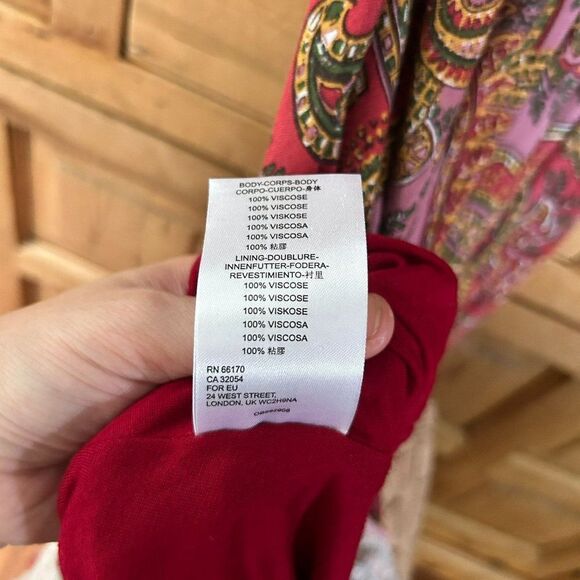 BODY-CORPS-BODY
CORPO-CUERPO-身体
100% VISCOSE
100% VISCOSE
100% VISKOSE
100% VISCOSA
100% VISCOSA
100% 粘膠
LINING-DOUBLURE-
INNENFUTTER-FODERA-
REVESTIMIENTO-衬里
100% VISCOSE
100% VISCOSE
100% VISKOSE
100% VISCOSA
100% VISCOSA
100% 粘膠
RN 66170
CA 32054
FOR EU
24 WEST STREET,
LONDON, UK WC2H9NA